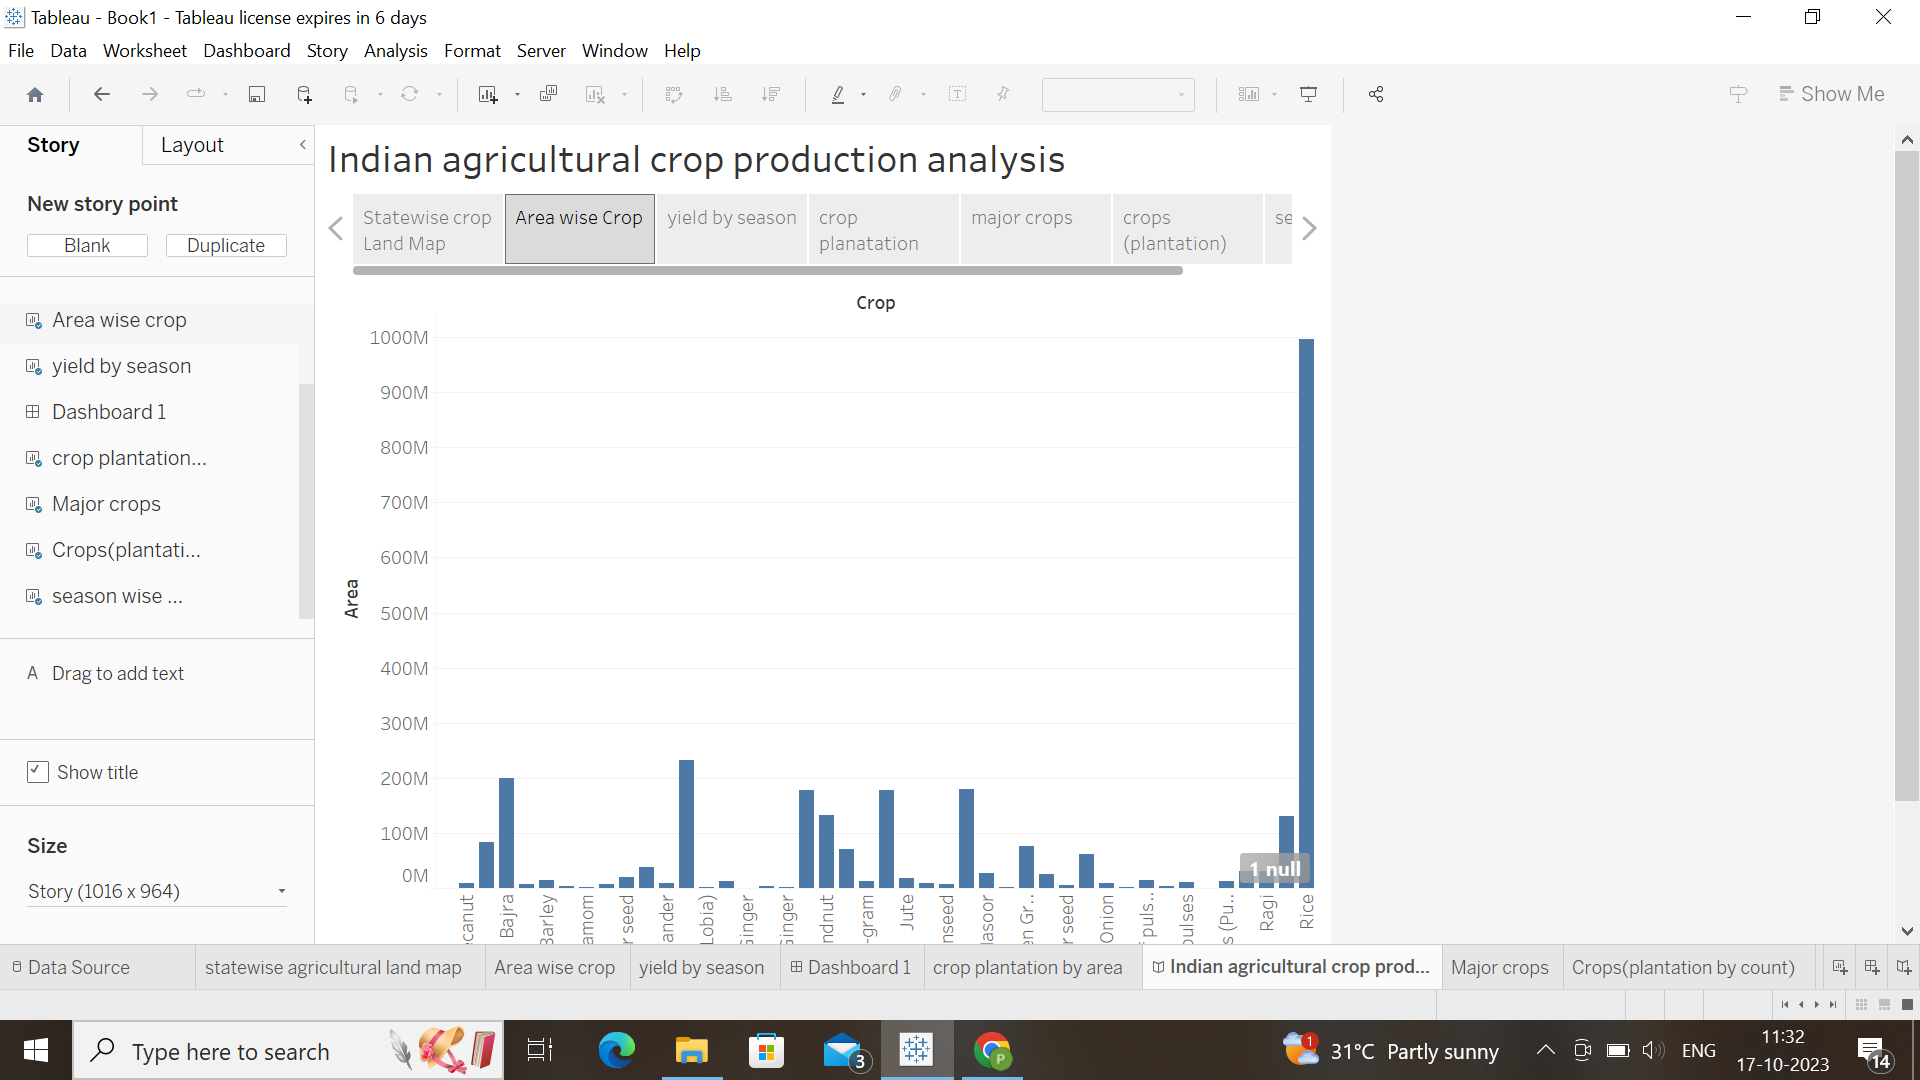 Tableau - Book1 - Tableau license expires in 6 days
File Data Worksheet Dashboard Story Analysis Format Server Window Help
Show Me
Story Layout
New story point
Blank Duplicate
Area wise crop
yield by season
Dashboard 1
crop plantation...
Major crops
Crops(plantati...
season wise ...
A Drag to add text
Show title
Size
Story (1016 x 964)
Indian agricultural crop production analysis
Statewise crop
Land Map
Area wise Crop
yield by season
crop
planatation
major crops
crops
(plantation)
se
Crop
Area
1000M
900M
800M
700M
600M
500M
400M
300M
200M
100M
0M
1 null
canut
Bajra
Barley
amom
r seed
ander
Lobia)
Ginger
Ginger
ndnut
-gram
Jute
nseed
lasoor
en Gr..
r seed
Onion
puls..
pulses
s (Pu..
Ragi
Rice
Data Source statewise agricultural land map Area wise crop yield by season Dashboard 1 crop plantation by area Indian agricultural crop prod... Major crops Crops(plantation by count)
Type here to search
3
P
1
31°C Partly sunny
ENG
11:32
17-10-2023
14